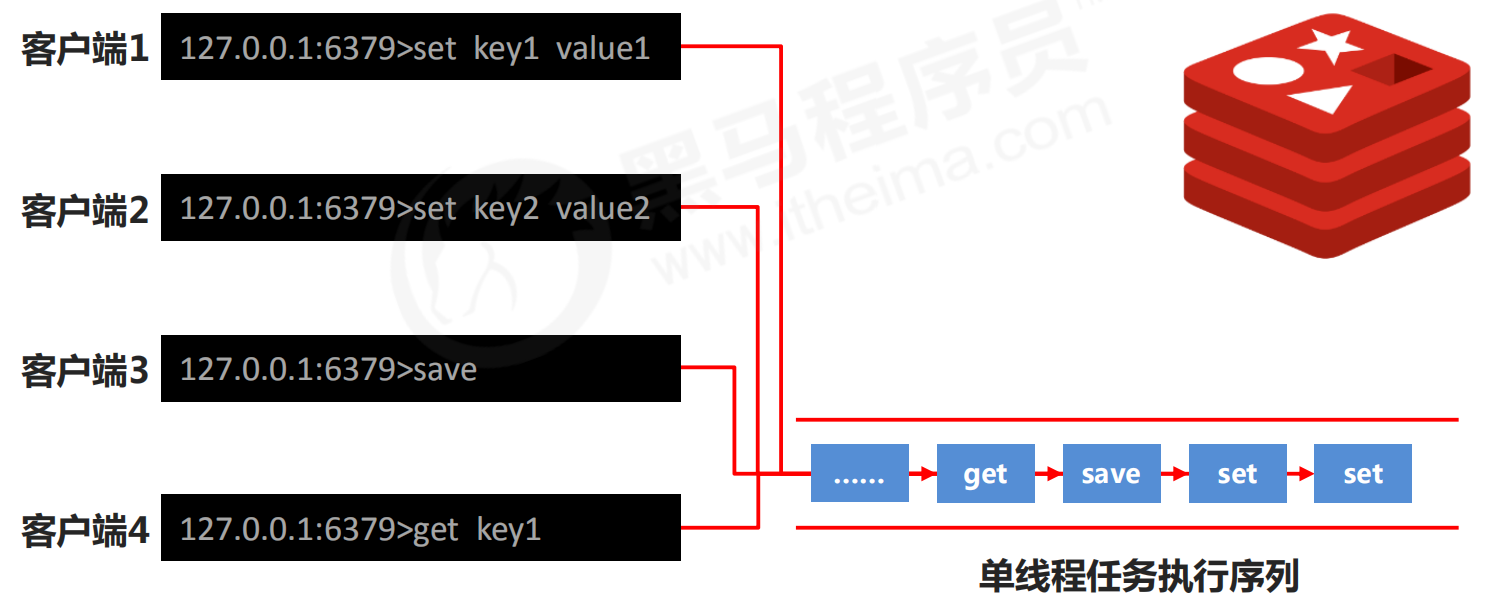 客户端1 127.0.0.1:6379>set key1 value1
客户端2 127.0.0.1:6379>set key2 value2
客户端3 127.0.0.1:6379>save
客户端4 127.0.0.1:6379>get key1
黑马程序员
www.itheima.com
...... get save set set
单线程任务执行序列